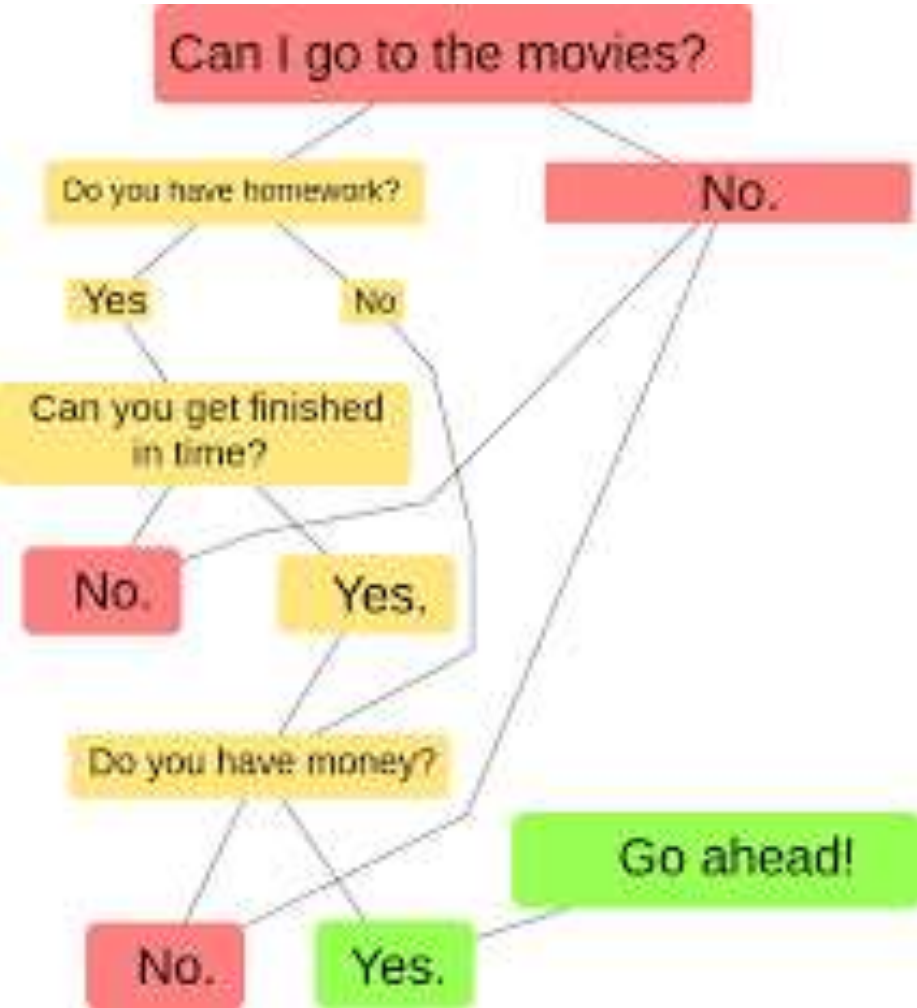 Can I go to the movies?
Do you have homework?
No.
Yes
No
Can you get finished
in time?
No.
Yes.
Do you have money?
Go ahead!
No.
Yes.